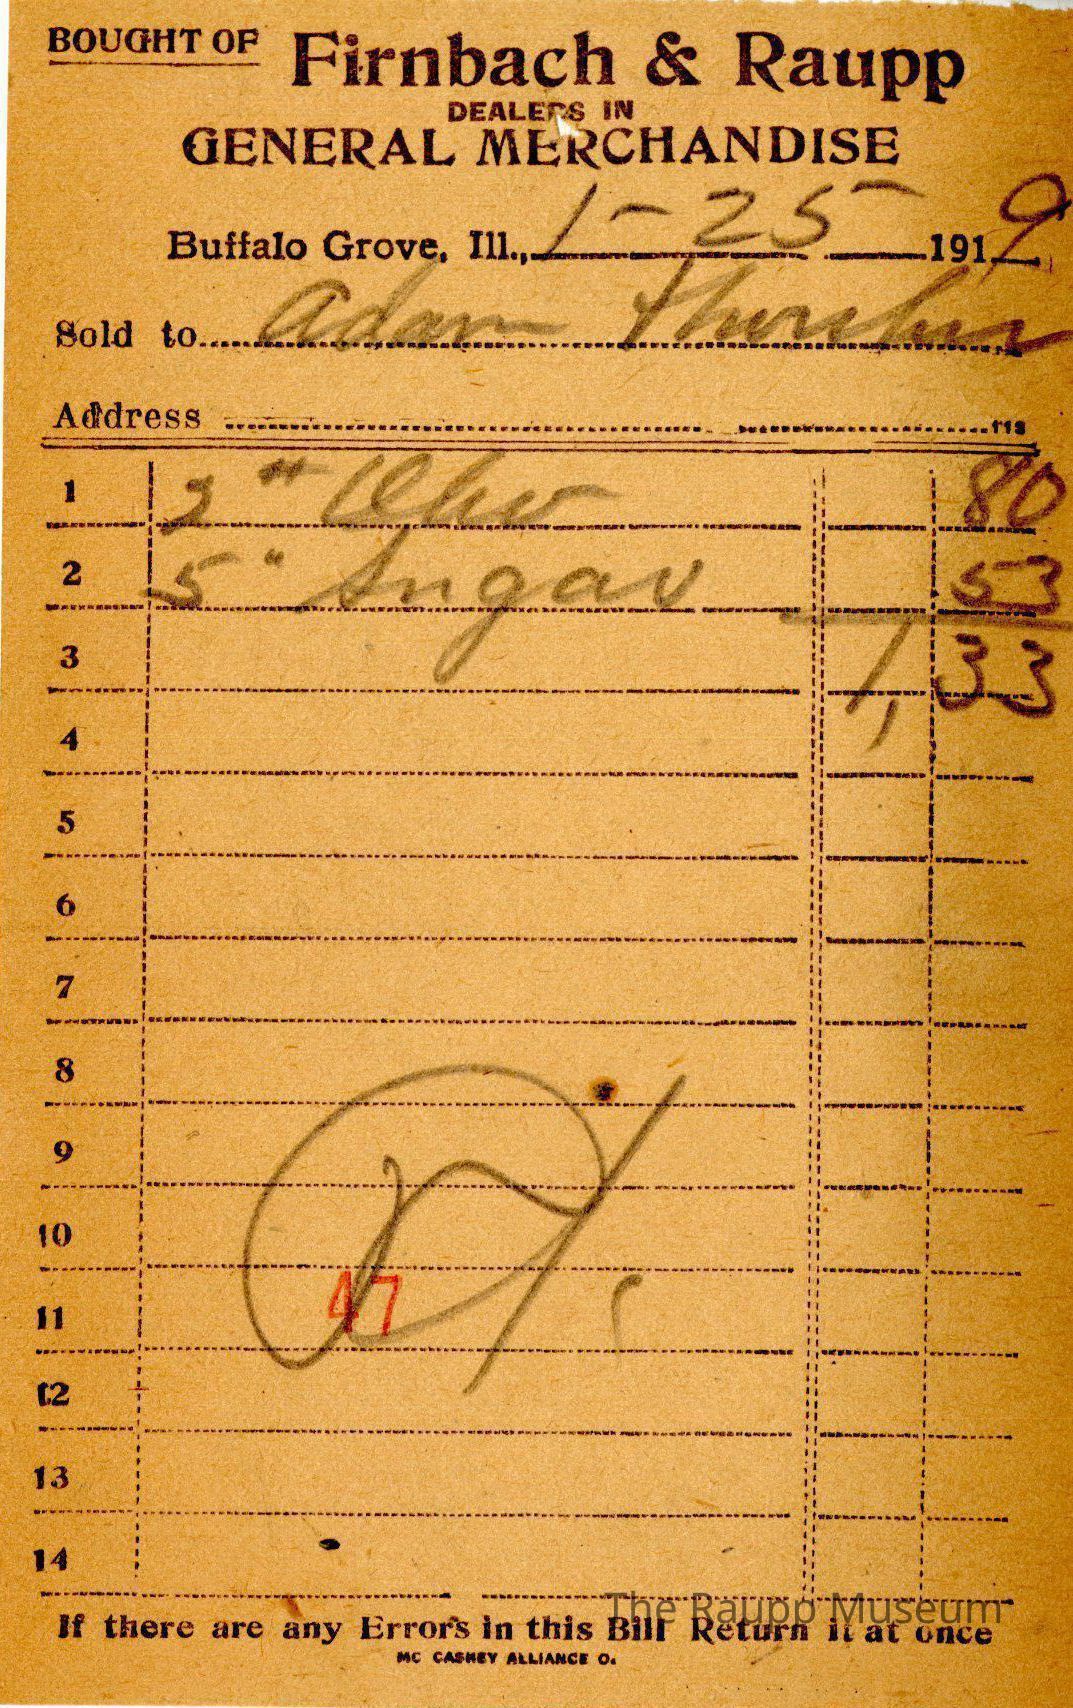 BOUGHT OF Firnbach & Raupp
DEALERS IN
GENERAL MERCHANDISE
Buffalo Grove, Ill., 1-25- 1919
Sold to Adam
Address
1 2 " 80
2 5 " Sugar 53
3 1,33
4
5
6
7
8
9
10
47
11
12
13
14
The Raupp Museum
If there are any Errors in this Bill Return it at once
MC CASKEY ALLIANCE O.